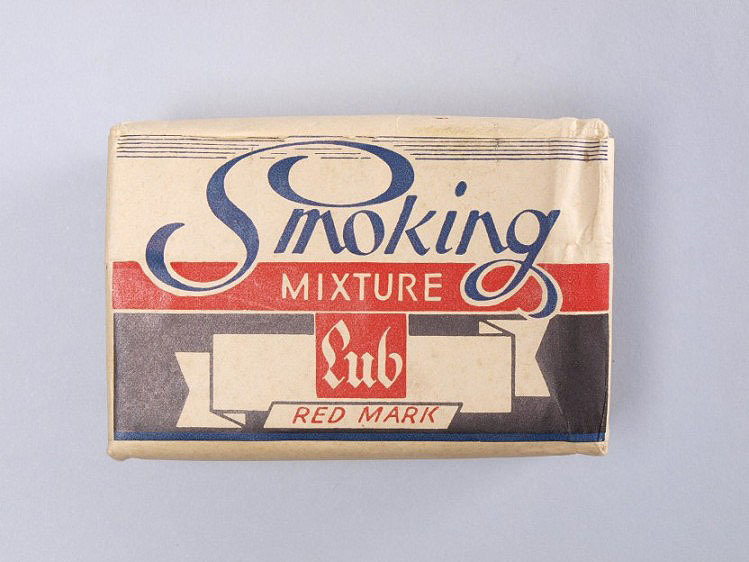 Smoking
MIXTURE
Lub
RED MARK